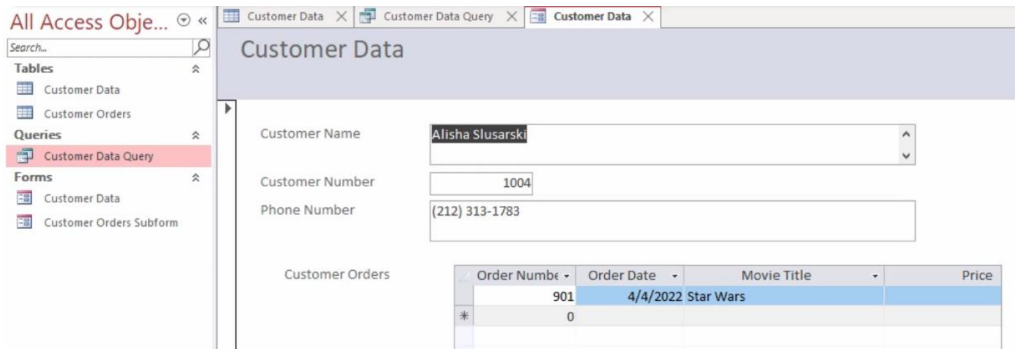 All Access Obje...
Search...
Tables
Customer Data
Customer Orders
Queries
Customer Data Query
Forms
Customer Data
Customer Orders Subform
Customer Data
Customer Data Query
Customer Data
Customer Data
Customer Name
Alisha Slusarski
Customer Number
1004
Phone Number
(212) 313-1783
Customer Orders
Order Numbe Order Date Movie Title Price
901 4/4/2022 Star Wars
* 0